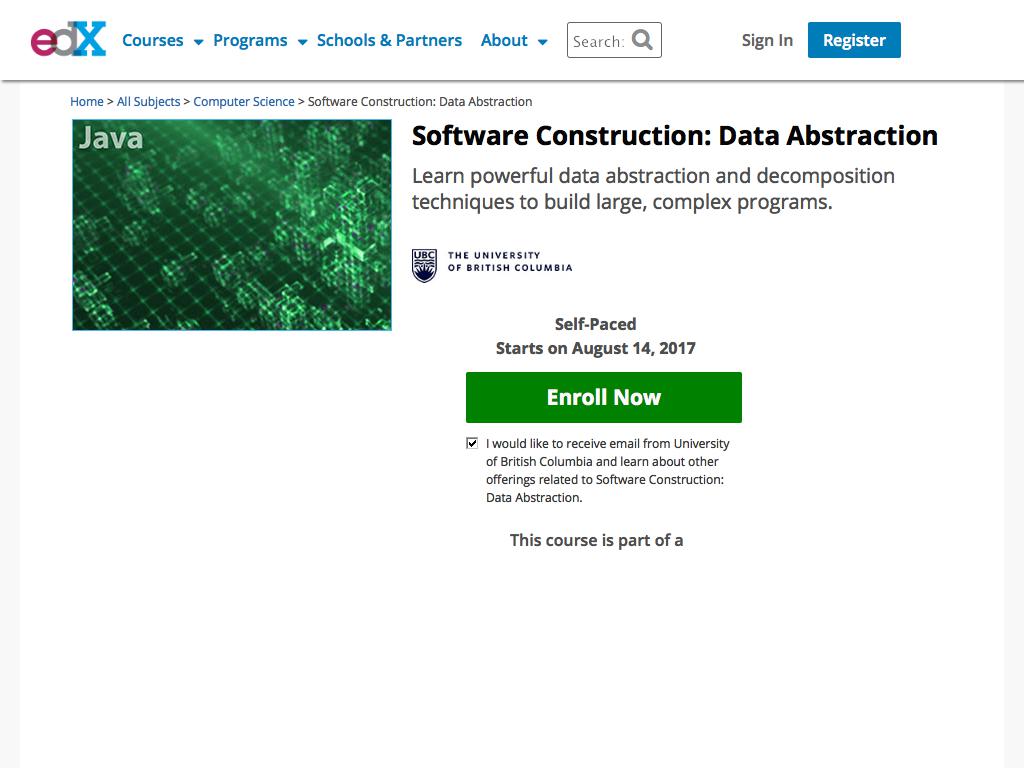 edX Courses Programs Schools & Partners About Search: Sign In Register
Home > All Subjects > Computer Science > Software Construction: Data Abstraction
Java
Software Construction: Data Abstraction
Learn powerful data abstraction and decomposition
techniques to build large, complex programs.
UBC THE UNIVERSITY
OF BRITISH COLUMBIA
Self-Paced
Starts on August 14, 2017
Enroll Now
I would like to receive email from University
of British Columbia and learn about other
offerings related to Software Construction:
Data Abstraction.
This course is part of a